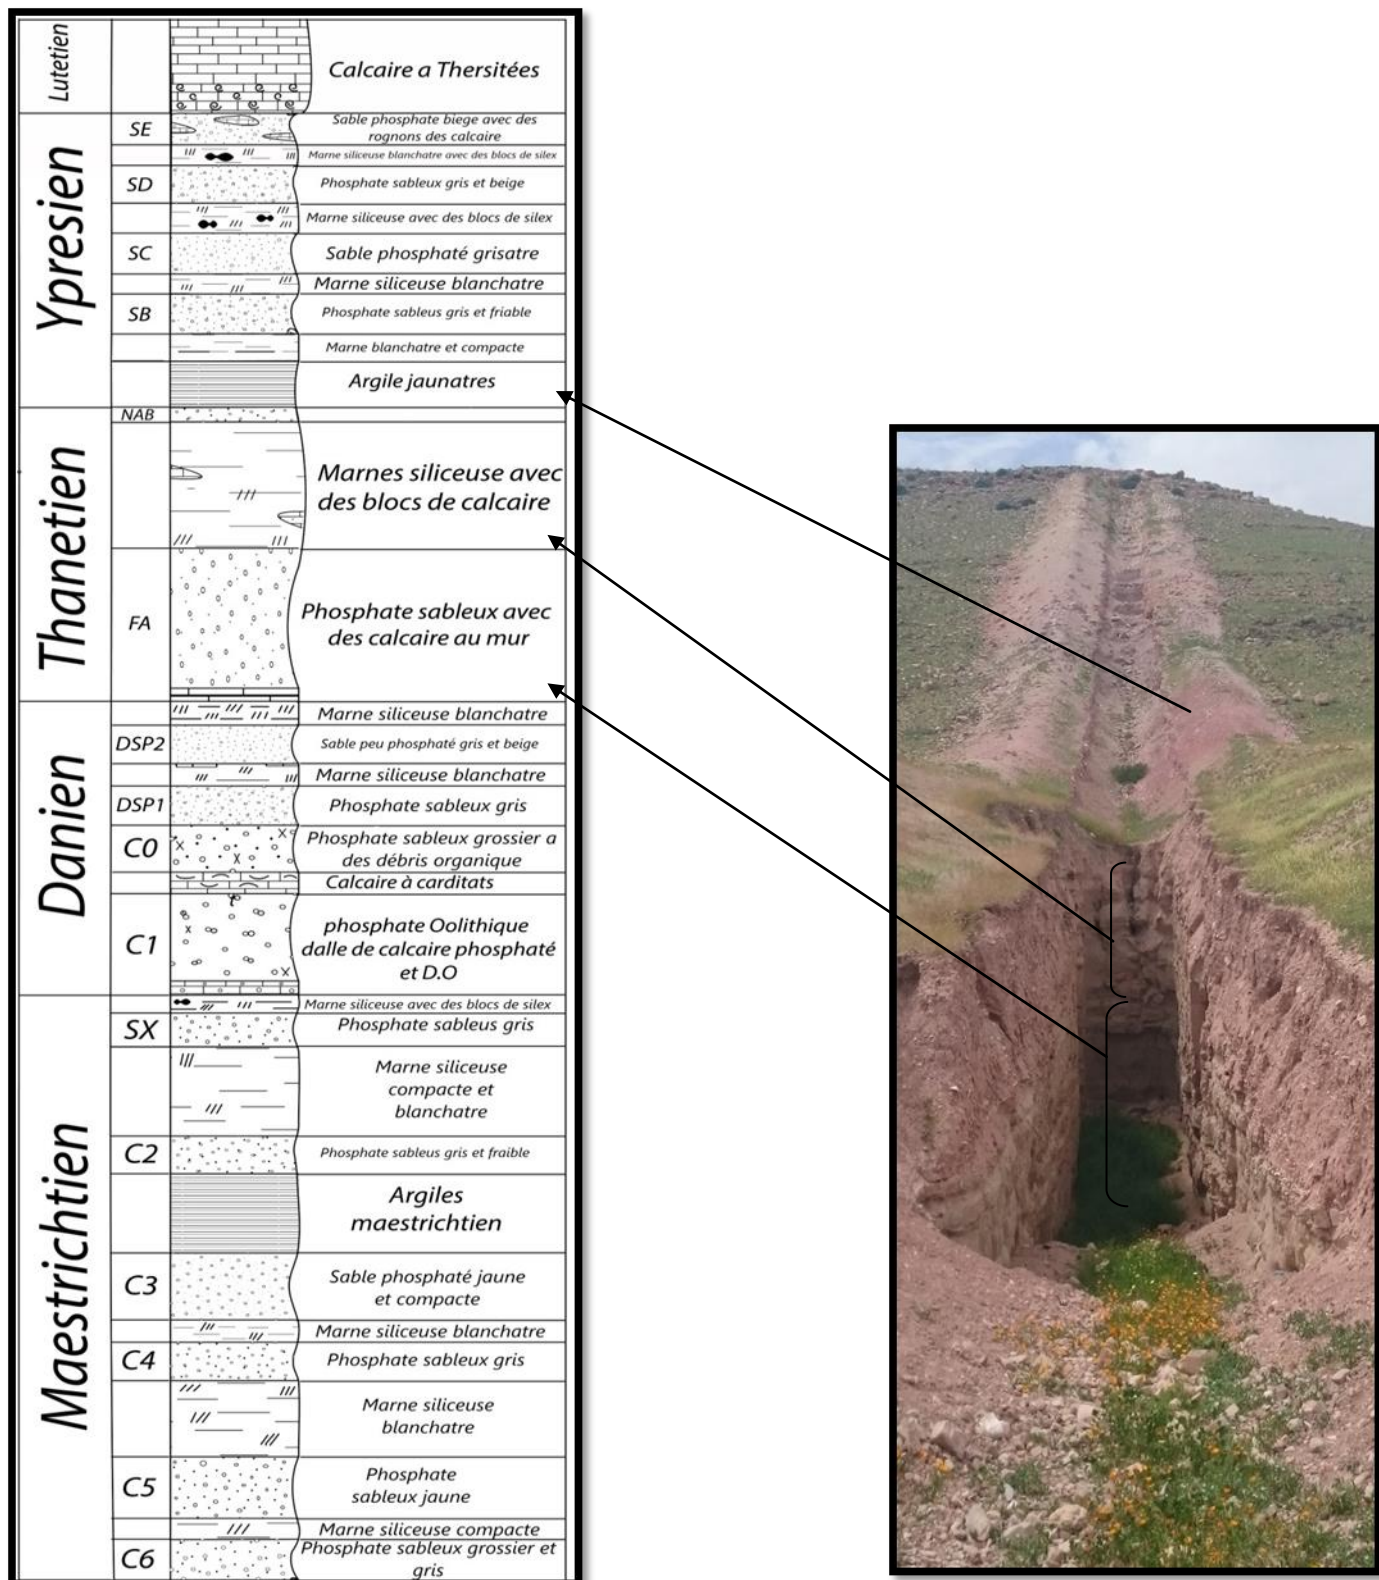 Lutetien
Calcaire a Thersitées
Ypresien
SE
Sable phosphate biege avec des
rognons des calcaire
Marne siliceuse blanchatre avec des blocs de silex
SD
Phosphate sableux gris et beige
Marne siliceuse avec des blocs de silex
SC
Sable phosphaté grisatre
Marne siliceuse blanchatre
SB
Phosphate sableus gris et friable
Marne blanchatre et compacte
Argile jaunatres
Thanetien
NAB
Marnes siliceuse avec
des blocs de calcaire
FA
Phosphate sableux avec
des calcaire au mur
Danien
Marne siliceuse blanchatre
DSP2
Sable peu phosphaté gris et beige
Marne siliceuse blanchatre
DSP1
Phosphate sableux gris
C0
Phosphate sableux grossier a
des débris organique
Calcaire à carditats
C1
phosphate Oolithique
dalle de calcaire phosphaté
et D.O
Maestrichtien
Marne siliceuse avec des blocs de silex
SX
Phosphate sableus gris
Marne siliceuse
compacte et
blanchatre
C2
Phosphate sableus gris et fraible
Argiles
maestrichtien
C3
Sable phosphaté jaune
et compacte
Marne siliceuse blanchatre
C4
Phosphate sableux gris
Marne siliceuse
blanchatre
C5
Phosphate
sableux jaune
Marne siliceuse compacte
C6
Phosphate sableux grossier et
gris